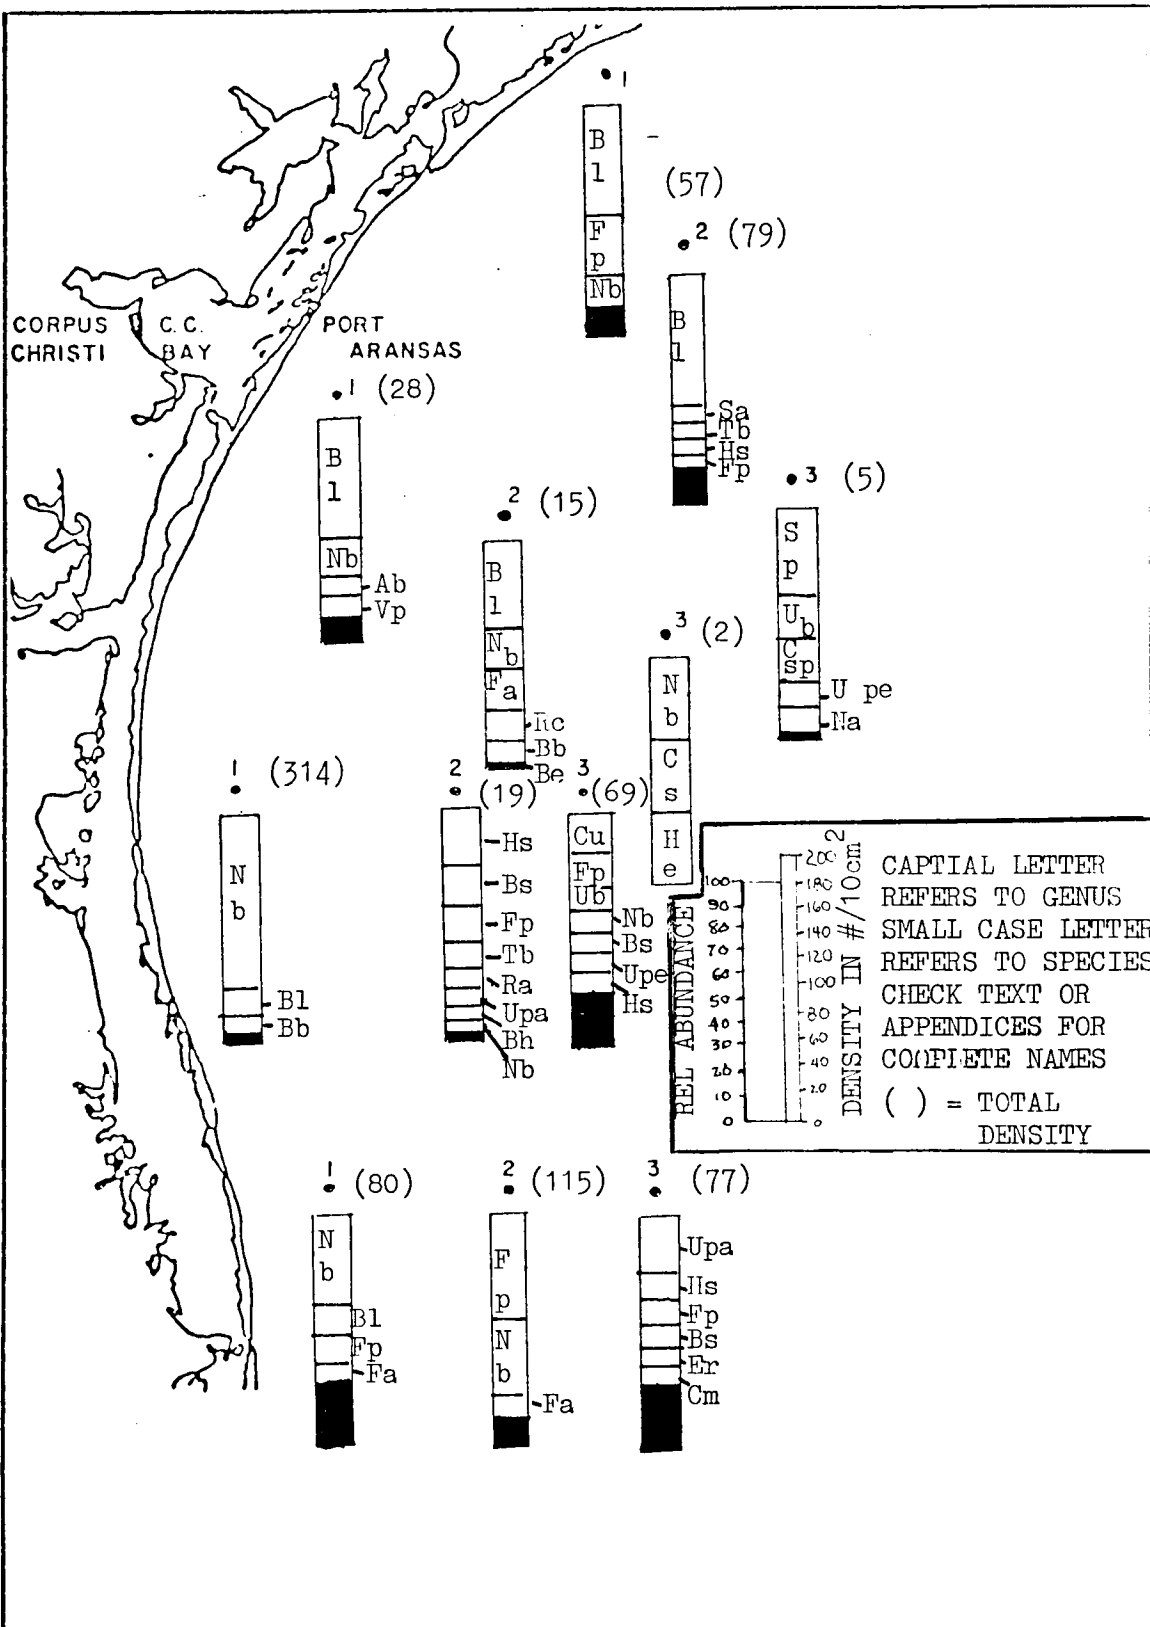 1
B
l
(57)
F
p
Nb
2 (79)
B
l
Sa
Tb
Hs
Fp
CORPUS C.C. PORT
CHRISTI BAY ARANSAS
1 (28)
B
l
Nb
Ab
Vp
3 (5)
S
p
Ub
C
sp
U pe
Na
2 (15)
B
l
Nb
Fa
Bb
Be
3 (2)
N
b
C
s
H
e
1 (314)
N
b
Bl
Bb
2 (19)
Hs
Bs
Fp
Tb
Ra
Upa
Bh
Nb
3 (69)
Cu
Fp
Ub
Nb
Bs
Upe
Hs
REL ABUNDANCE
100
90
80
70
60
50
40
30
20
10
0
200
180
160
140
120
100
80
60
40
20
0
DENSITY IN #/10cm2
CAPTIAL LETTER
REFERS TO GENUS
SMALL CASE LETTER
REFERS TO SPECIES
CHECK TEXT OR
APPENDICES FOR
NAMES
( ) = TOTAL
DENSITY
1 (80)
N
b
Bl
Fp
Fa
2 (115)
F
p
N
b
Fa
3 (77)
Upa
Hs
Fp
Bs
Er
Cm